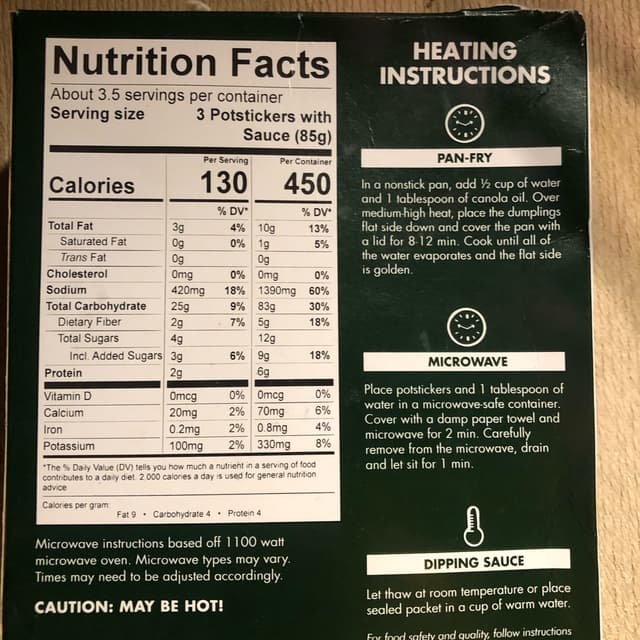 Nutrition Facts
About 3.5 servings per container
Serving size 3 Potstickers with
Sauce (85g)
Per Serving Per Container
Calories 130 450
% DV* % DV*
Total Fat 3g 4% 10g 13%
Saturated Fat 0g 0% 1g 5%
Trans Fat 0g 0g
Cholesterol 0mg 0% 0mg 0%
Sodium 420mg 18% 1390mg 60%
Total Carbohydrate 25g 9% 83g 30%
Dietary Fiber 2g 7% 5g 18%
Total Sugars 4g 12g
Incl. Added Sugars 3g 6% 9g 18%
Protein 2g 6g
Vitamin D 0mcg 0% 0mcg 0%
Calcium 20mg 2% 70mg 6%
Iron 0.2mg 2% 0.8mg 4%
Potassium 100mg 2% 330mg 8%
*The % Daily Value (DV) tells you how much a nutrient in a serving of food
contributes to a daily diet. 2,000 calories a day is used for general nutrition
advice
Calories per gram:
Fat 9 • Carbohydrate 4 • Protein 4
Microwave instructions based off 1100 watt
microwave oven. Microwave types may vary.
Times may need to be adjusted accordingly.
CAUTION: MAY BE HOT!
HEATING
INSTRUCTIONS
PAN-FRY
In a nonstick pan, add ½ cup of water
and 1 tablespoon of canola oil. Over
medium-high heat, place the dumplings
flat side down and cover the pan with
a lid for 8-12 min. Cook until all of
the water evaporates and the flat side
is golden.
MICROWAVE
Place potstickers and 1 tablespoon of
water in a microwave-safe container.
Cover with a damp paper towel and
microwave for 2 min. Carefully
remove from the microwave, drain
and let sit for 1 min.
DIPPING SAUCE
Let thaw at room temperature or place
sealed packet in a cup of warm water.
For food safety and quality, follow instructions